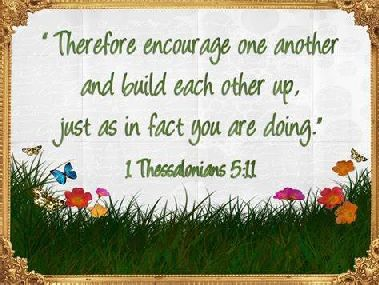 “Therefore encourage one another
and build each other up,
just as in fact you are doing.”
1 Thessalonians 5:11